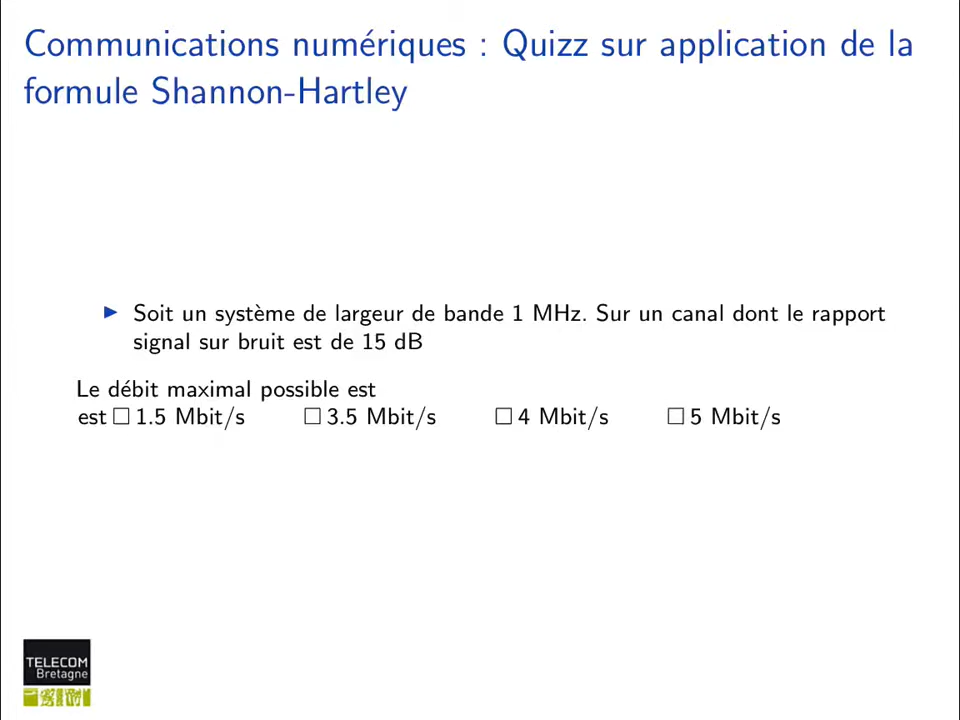 Communications numériques : Quizz sur application de la
formule Shannon-Hartley
▶ Soit un système de largeur de bande 1 MHz. Sur un canal dont le rapport
signal sur bruit est de 15 dB
Le débit maximal possible est
est □ 1.5 Mbit/s □ 3.5 Mbit/s □ 4 Mbit/s □ 5 Mbit/s
TELECOM
Bretagne